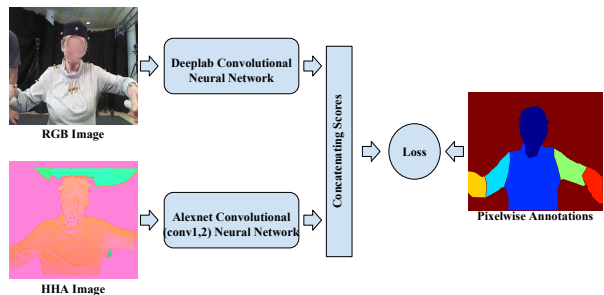 RGB Image
Deeplab Convolutional
Neural Network
Concatenating Scores
Loss
Pixelwise Annotations
Alexnet Convolutional
(conv1,2) Neural Network
HHA Image